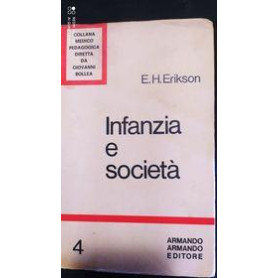 COLLANA
MEDICO
PEDAGOGICA
DIRETTA
DA
GIOVANNI
BOLLEA
E.H.Erikson
Infanzia
e
società
4
ARMANDO
ARMANDO
EDITORE